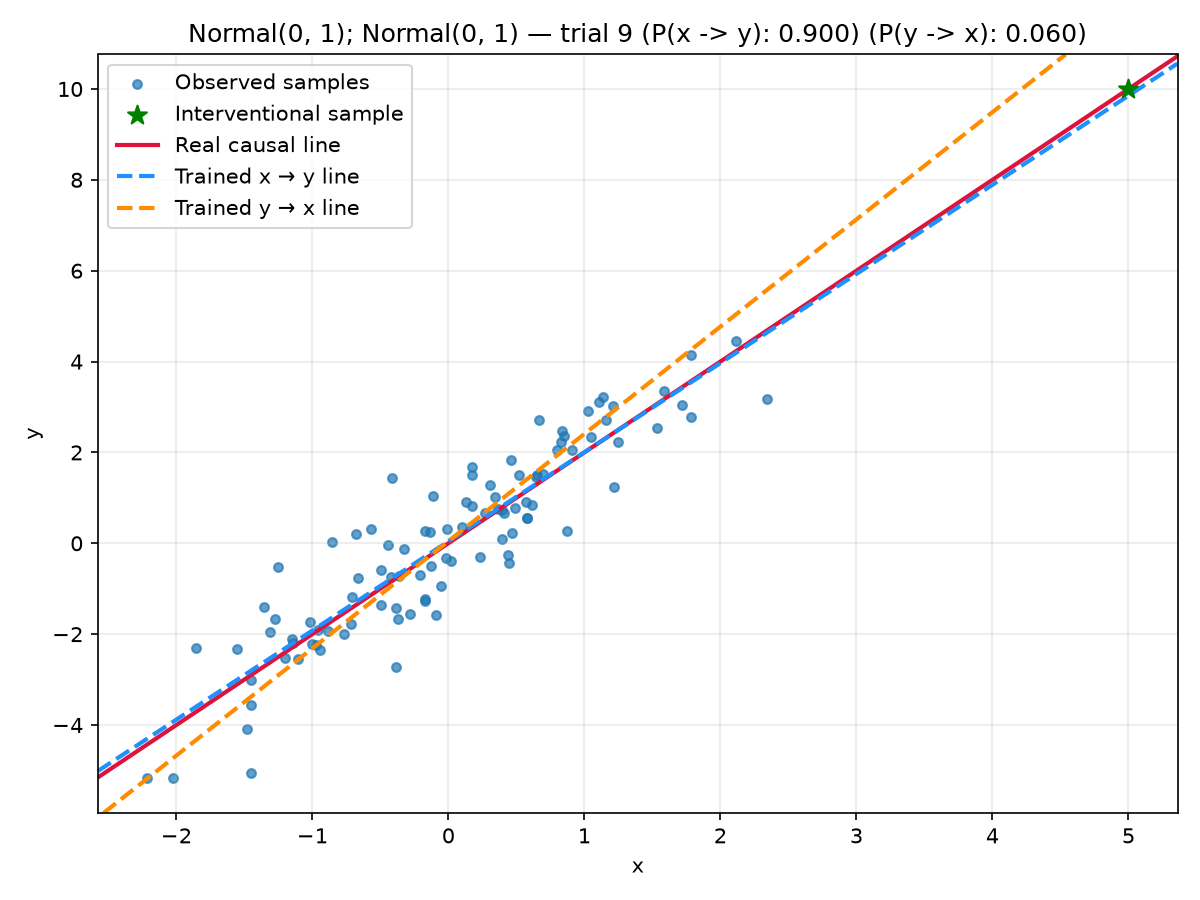 Normal(0, 1); Normal(0, 1) — trial 9 (P(x -> y): 0.900) (P(y -> x): 0.060)
Observed samples
Interventional sample
Real causal line
Trained x → y line
Trained y → x line
10
8
6
4
2
0
−2
−4
y
−2 −1 0 1 2 3 4 5
x